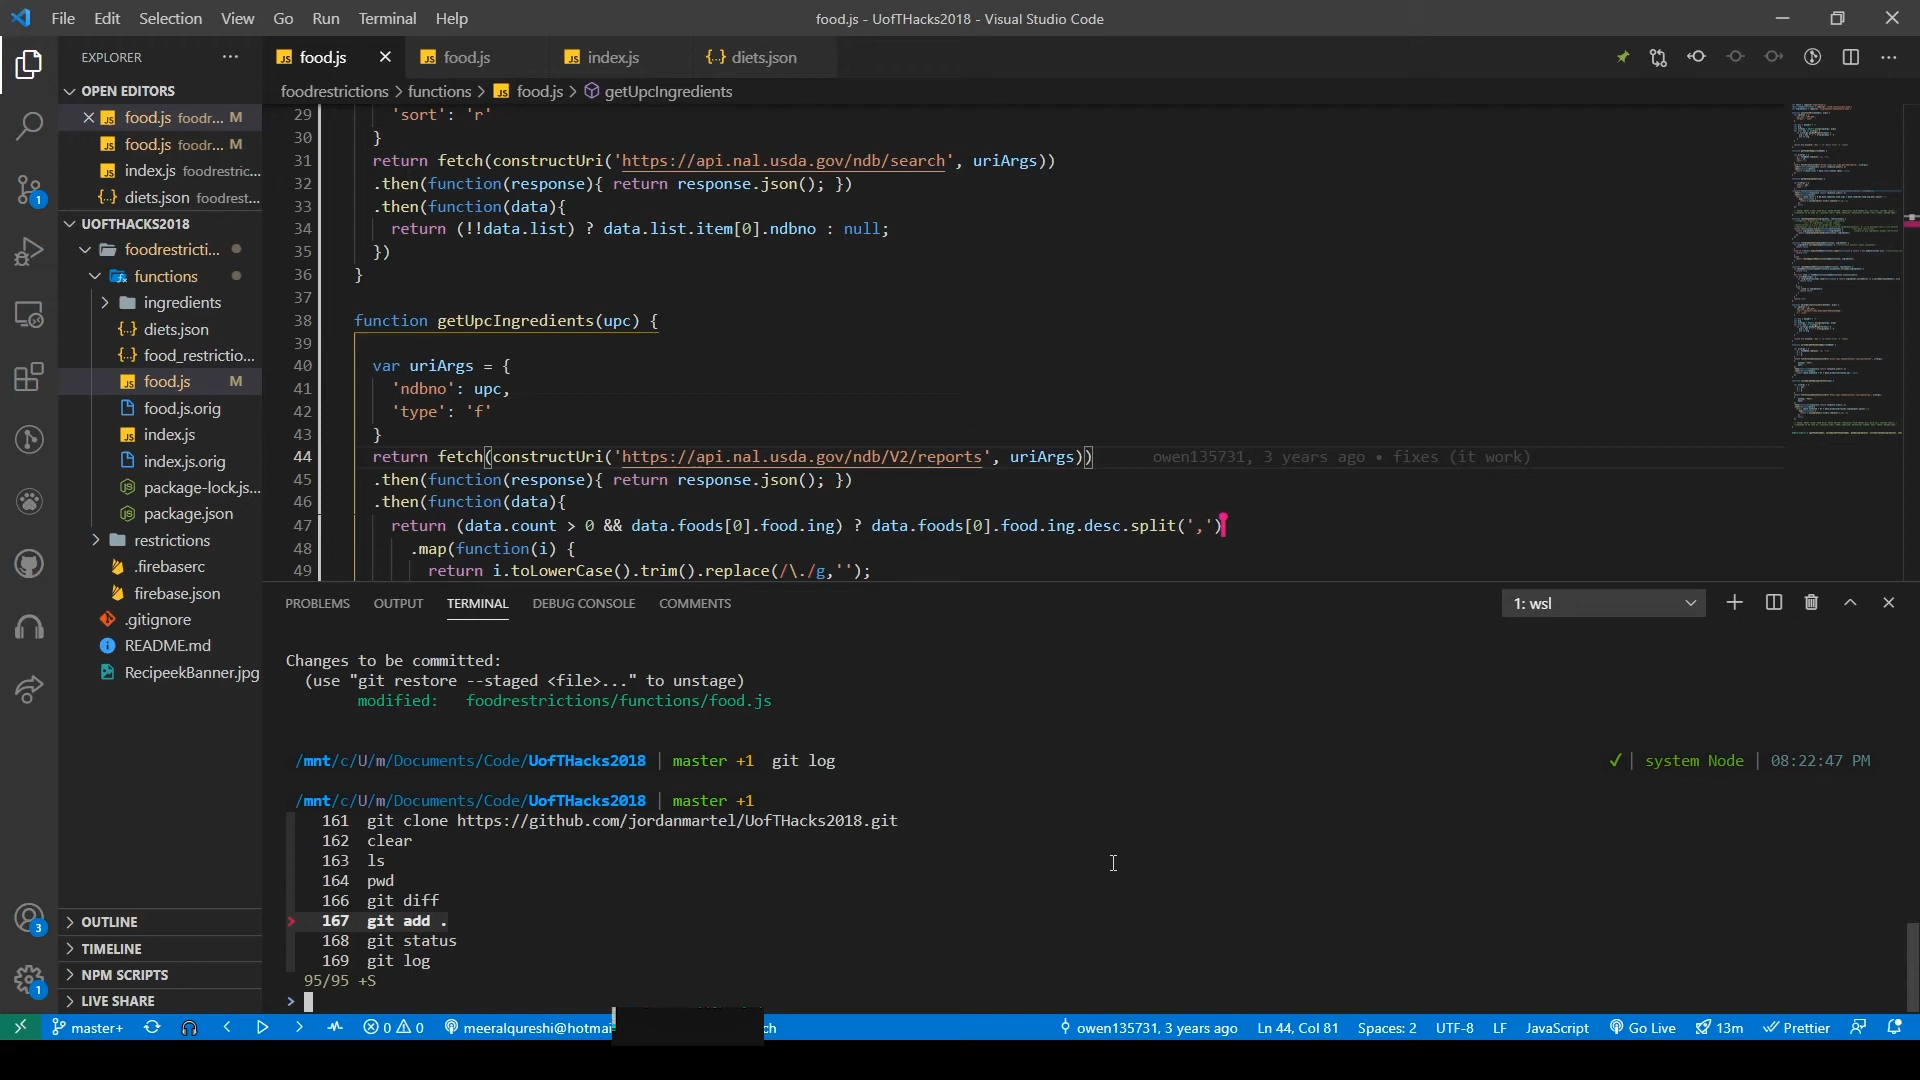 File Edit Selection View Go Run Terminal Help
food.js - UofTHacks2018 - Visual Studio Code
EXPLORER
food.js
food.js
index.js
diets.json
foodrestrictions > functions > food.js > getUpcIngredients
OPEN EDITORS
food.js foodr... M
food.js foodr... M
index.js foodrestric...
diets.json foodrest...
UOFTHACKS2018
foodrestricti...
functions
ingredients
diets.json
food_restrictio...
food.js M
food.js.orig
index.js
index.js.orig
package-lock.js...
package.json
restrictions
.firebaserc
firebase.json
.gitignore
README.md
RecipeekBanner.jpg
OUTLINE
TIMELINE
NPM SCRIPTS
LIVE SHARE
1
3
1
29 'sort': 'r'
30 }
31 return fetch(constructUri('https://api.nal.usda.gov/ndb/search', uriArgs))
32 .then(function(response){ return response.json(); })
33 .then(function(data){
34 return (!!data.list) ? data.list.item[0].ndbno : null;
35 })
36 }
37
38 function getUpcIngredients(upc) {
39
40 var uriArgs = {
41 'ndbno': upc,
42 'type': 'f'
43 }
44 return fetch(constructUri('https://api.nal.usda.gov/ndb/V2/reports', uriArgs)) owen135731, 3 years ago • fixes (it work)
45 .then(function(response){ return response.json(); })
46 .then(function(data){
47 return (data.count > 0 && data.foods[0].food.ing) ? data.foods[0].food.ing.desc.split(',')
48 .map(function(i) {
49 return i.toLowerCase().trim().replace(/\./g,'');
PROBLEMS OUTPUT TERMINAL DEBUG CONSOLE COMMENTS
1: wsl
Changes to be committed:
(use "git restore --staged <file>..." to unstage)
modified: foodrestrictions/functions/food.js
/mnt/c/U/m/Documents/Code/UofTHacks2018 | master +1 git log
✓ | system Node | 08:22:47 PM
/mnt/c/U/m/Documents/Code/UofTHacks2018 | master +1
161 git clone https://github.com/jordanmartel/UofTHacks2018.git
162 clear
163 ls
164 pwd
166 git diff
> 167 git add .
168 git status
169 git log
95/95 +S
>
master+ 0 0 meeralqureshi@hotmai ch owen135731, 3 years ago Ln 44, Col 81 Spaces: 2 UTF-8 LF JavaScript Go Live 13m Prettier